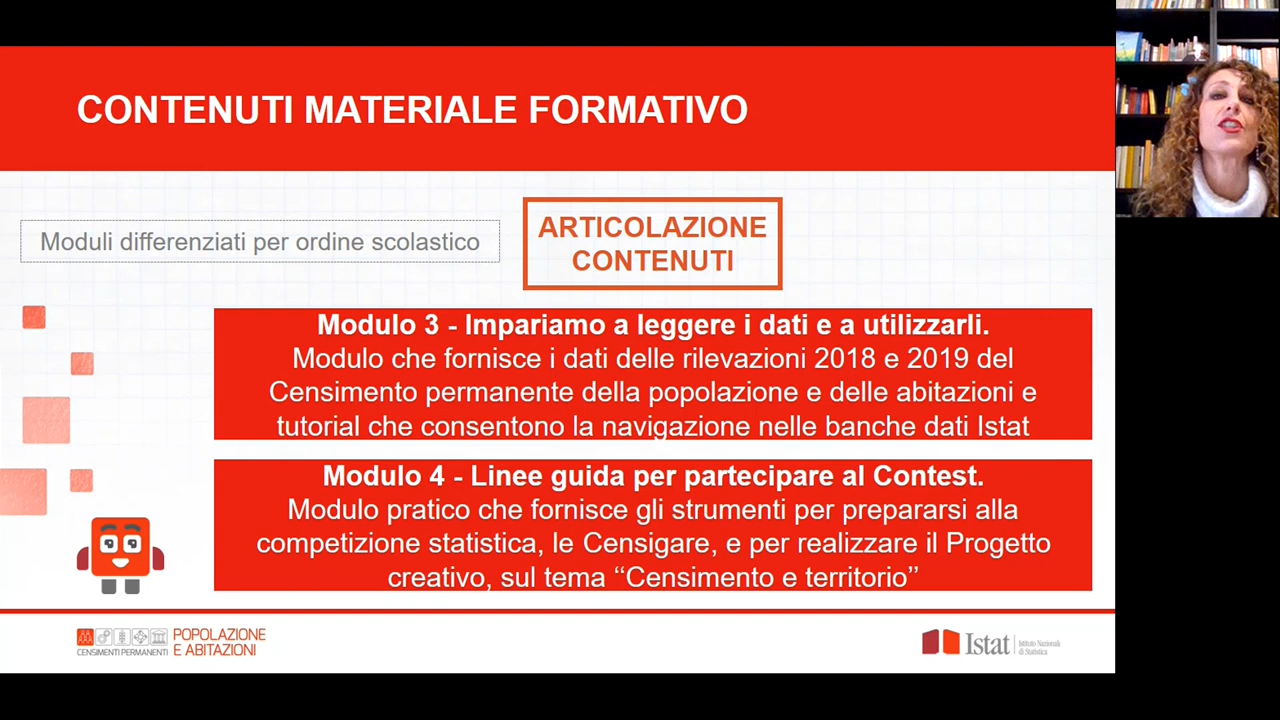 CONTENUTI MATERIALE FORMATIVO
Moduli differenziati per ordine scolastico
ARTICOLAZIONE
CONTENUTI
Modulo 3 - Impariamo a leggere i dati e a utilizzarli.
Modulo che fornisce i dati delle rilevazioni 2018 e 2019 del
Censimento permanente della popolazione e delle abitazioni e
tutorial che consentono la navigazione nelle banche dati Istat
Modulo 4 - Linee guida per partecipare al Contest.
Modulo pratico che fornisce gli strumenti per prepararsi alla
competizione statistica, le Censigare, e per realizzare il Progetto
creativo, sul tema ‘‘Censimento e territorio’’
CENSIMENTI PERMANENTI
POPOLAZIONE
E ABITAZIONI
Istat
Istituto Nazionale
di Statistica